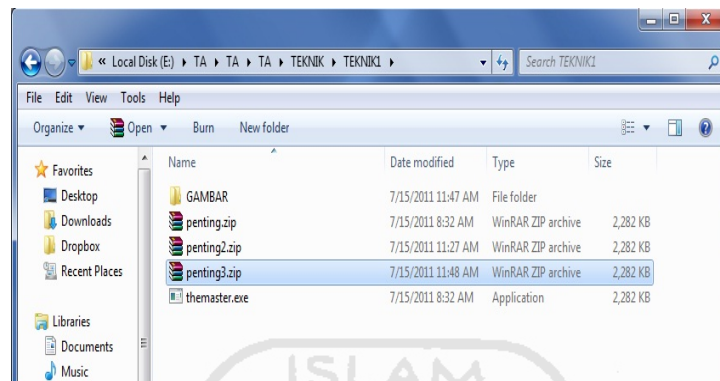 « Local Disk (E:) ▸ TA ▸ TA ▸ TA ▸ TEKNIK ▸ TEKNIK1 ▸ Search TEKNIK1
File Edit View Tools Help
Organize ▾ Open ▾ Burn New folder
Name Date modified Type Size
Favorites
Desktop
Downloads
Dropbox
Recent Places
Libraries
Documents
Music
GAMBAR 7/15/2011 11:47 AM File folder
penting.zip 7/15/2011 8:32 AM WinRAR ZIP archive 2,282 KB
penting2.zip 7/15/2011 11:27 AM WinRAR ZIP archive 2,282 KB
penting3.zip 7/15/2011 11:48 AM WinRAR ZIP archive 2,282 KB
themaster.exe 7/15/2011 8:32 AM Application 2,282 KB
ISLAM